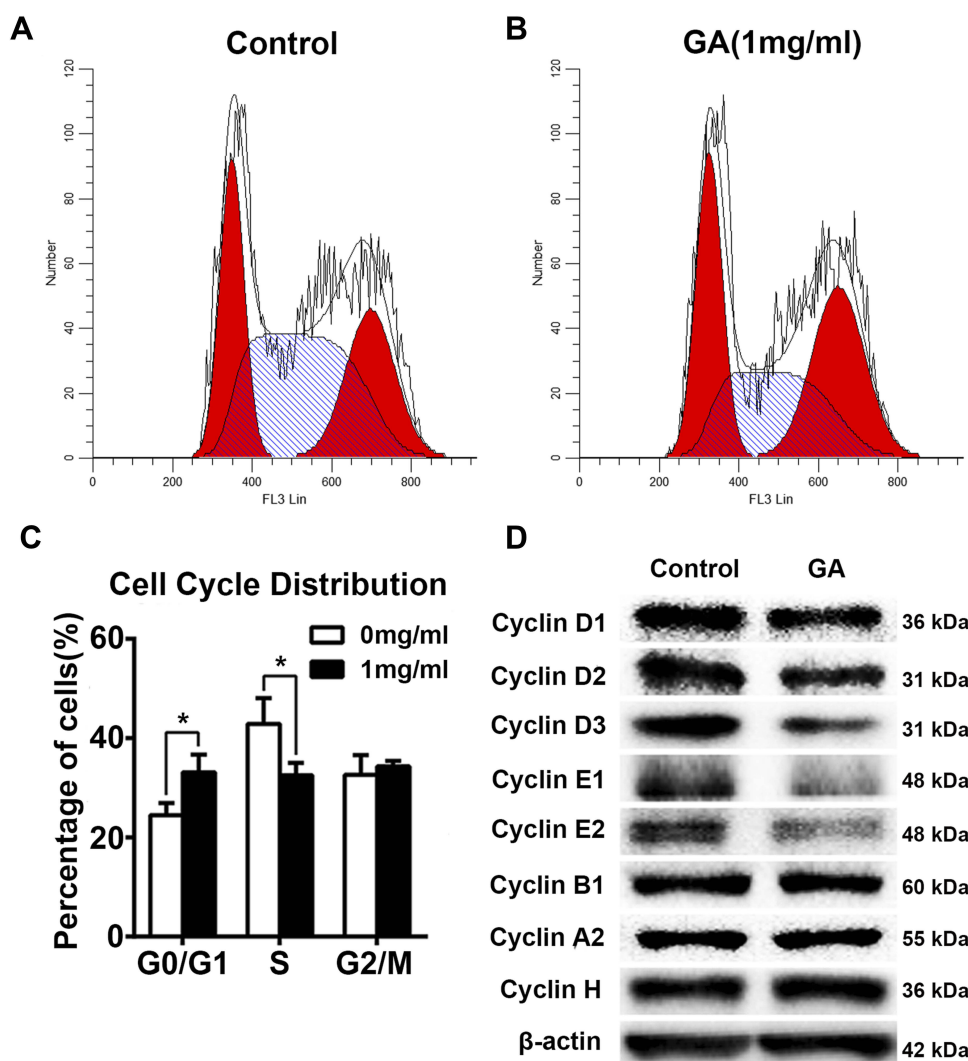 A
Control
120
100
80
60
40
20
0
Number
0 200 400 600 800
FL3 Lin
B
GA(1mg/ml)
120
100
80
60
40
20
0
Number
0 200 400 600 800
FL3 Lin
C
Cell Cycle Distribution
Percentage of cells(%)
60
40
20
0
0mg/ml
1mg/ml
*
*
G0/G1 S G2/M
D
Control GA
Cyclin D1 36 kDa
Cyclin D2 31 kDa
Cyclin D3 31 kDa
Cyclin E1 48 kDa
Cyclin E2 48 kDa
Cyclin B1 60 kDa
Cyclin A2 55 kDa
Cyclin H 36 kDa
β-actin 42 kDa